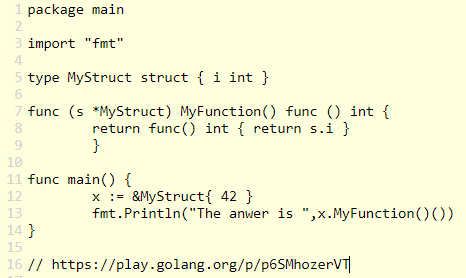 1 package main
2
3 import "fmt"
4
5 type MyStruct struct { i int }
6
7 func (s *MyStruct) MyFunction() func () int {
8         return func() int { return s.i }
9         }
10
11 func main() {
12         x := &MyStruct{ 42 }
13         fmt.Println("The anwer is ",x.MyFunction()())
14 }
15
16 // https://play.golang.org/p/p6SMhozerVT